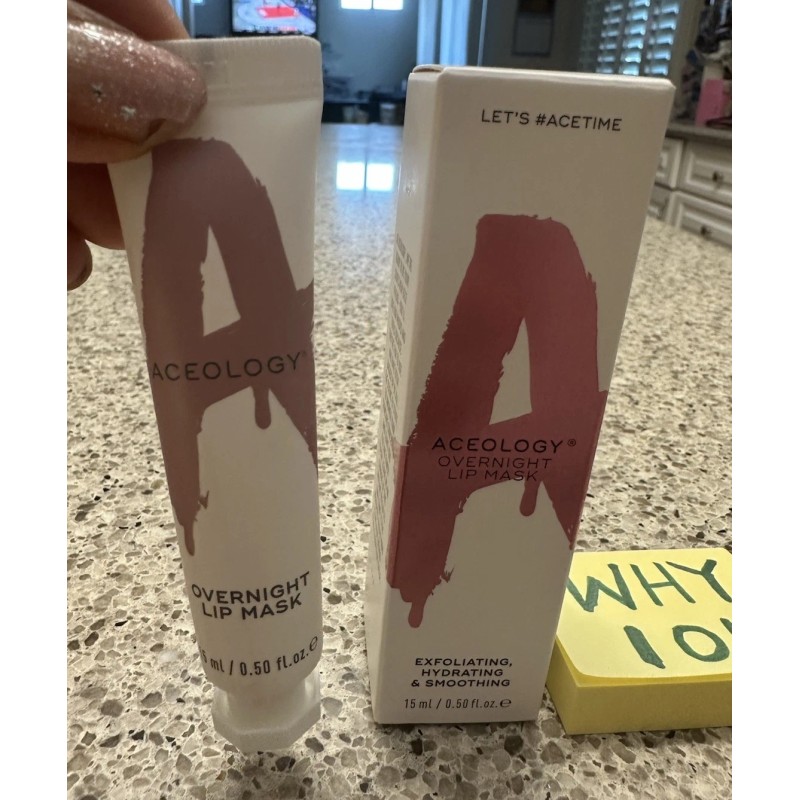 ACEOLOGY®
OVERNIGHT
LIP MASK
5 ml / 0.50 fl.oz.℮
LET'S #ACETIME
ACEOLOGY®
OVERNIGHT
LIP MASK
EXFOLIATING,
HYDRATING
& SMOOTHING
15 ml / 0.50 fl.oz.℮
WHY